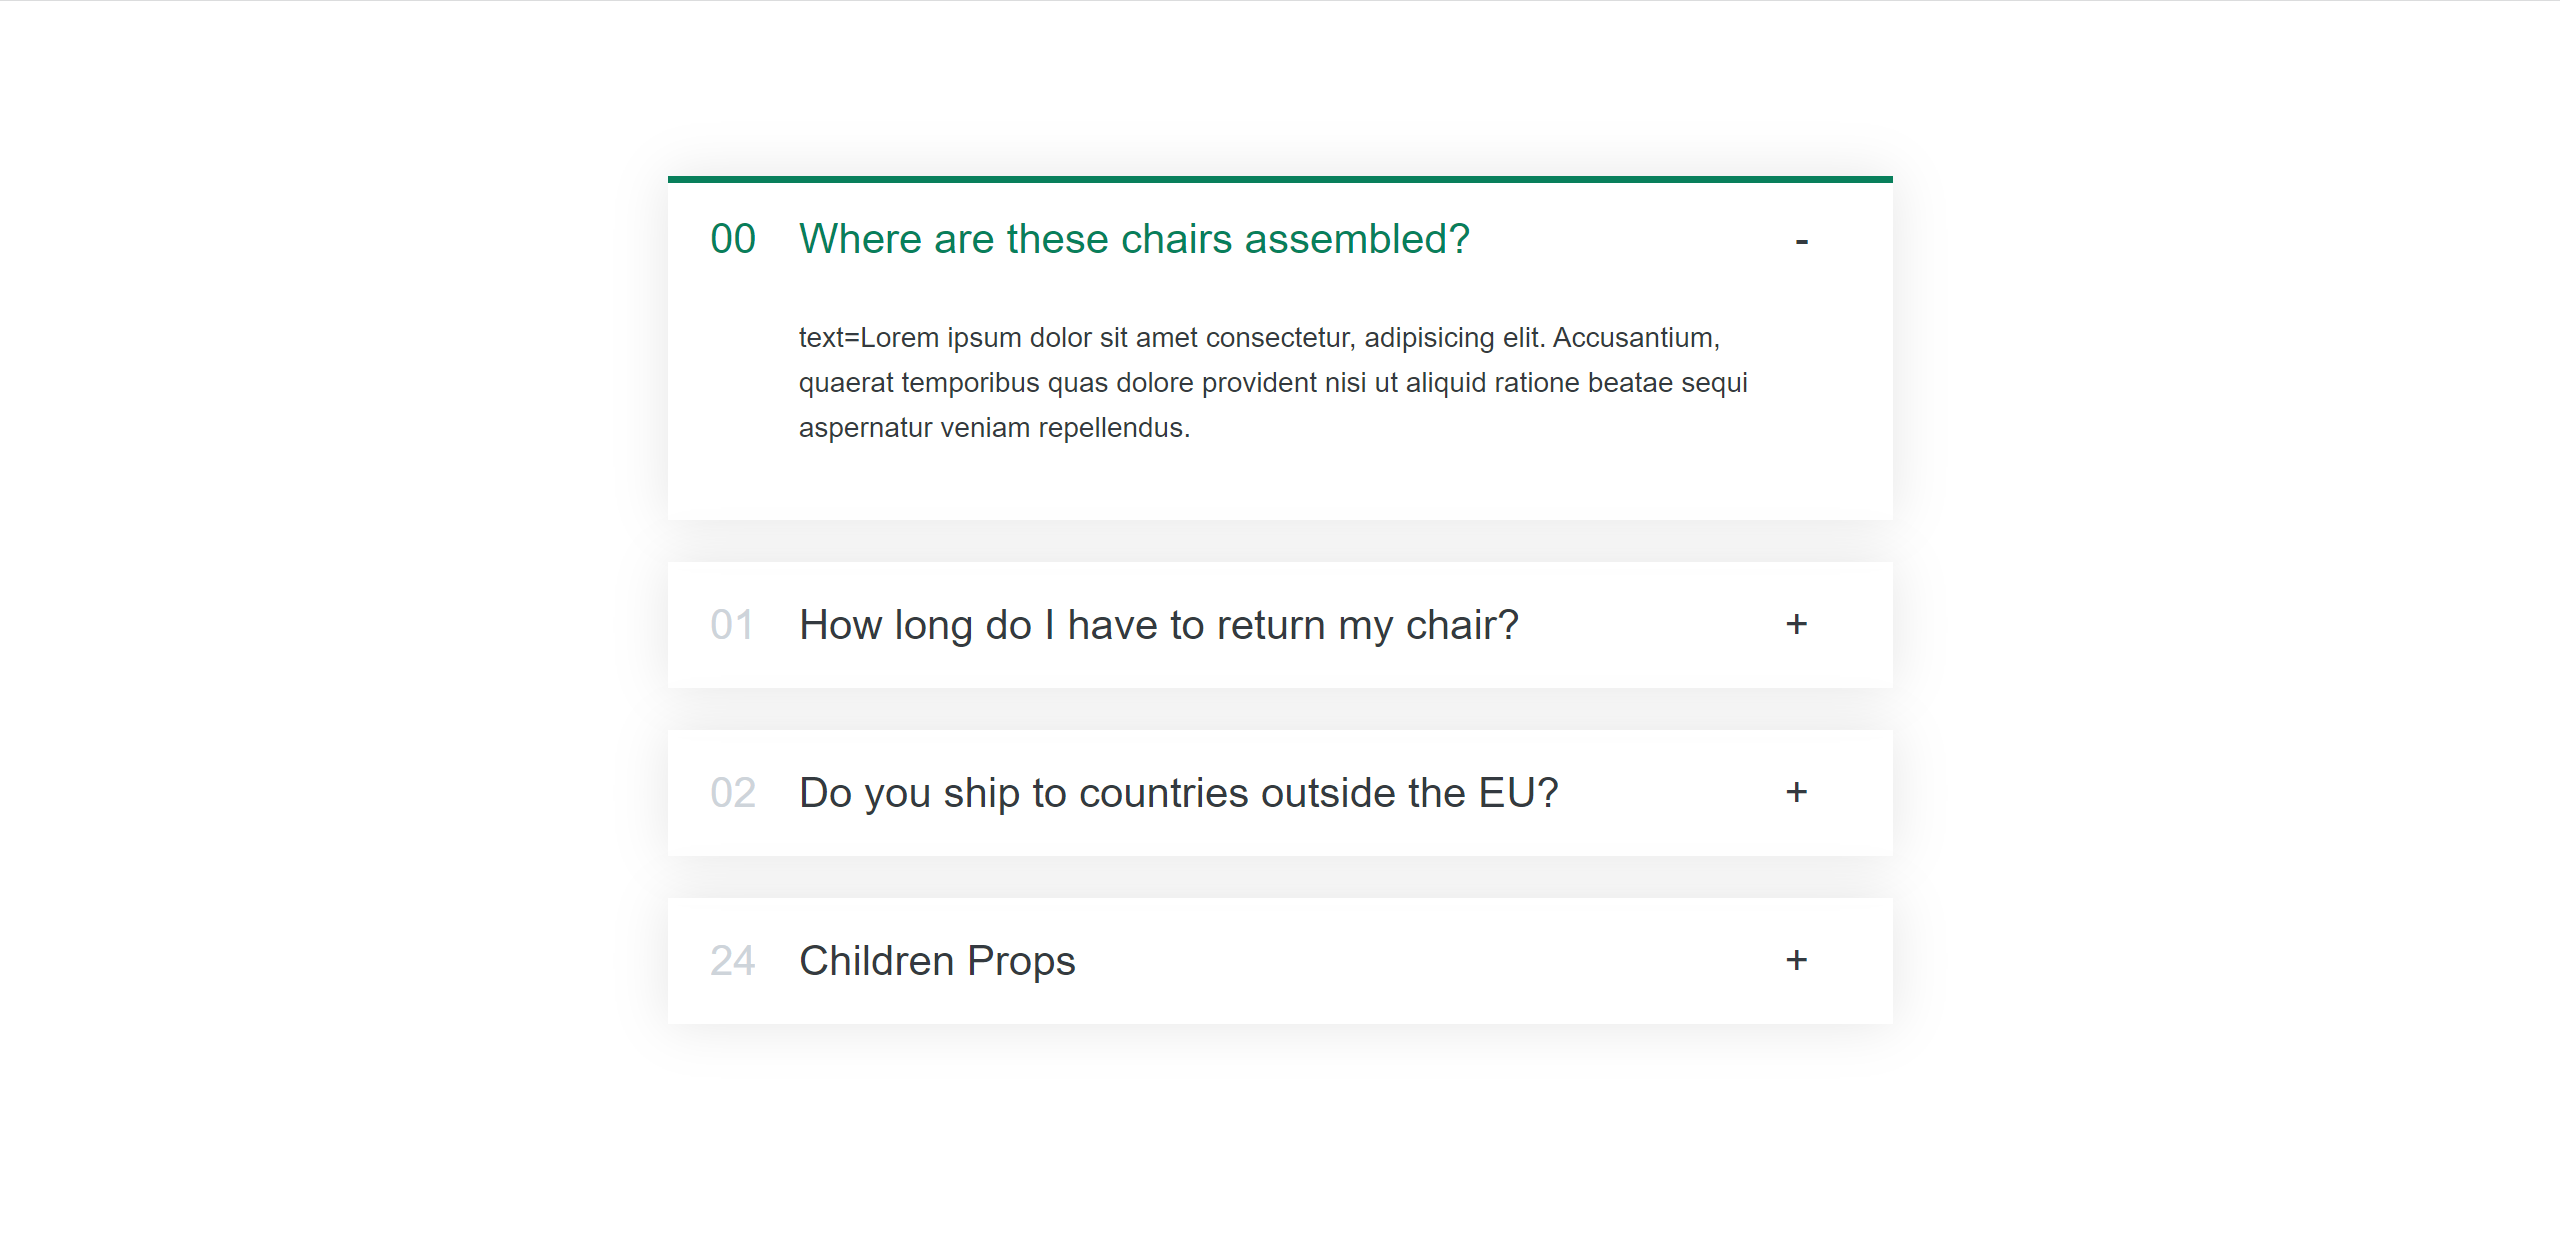 00 Where are these chairs assembled? -
text=Lorem ipsum dolor sit amet consectetur, adipisicing elit. Accusantium,
quaerat temporibus quas dolore provident nisi ut aliquid ratione beatae sequi
aspernatur veniam repellendus.
01 How long do I have to return my chair? +
02 Do you ship to countries outside the EU? +
24 Children Props +